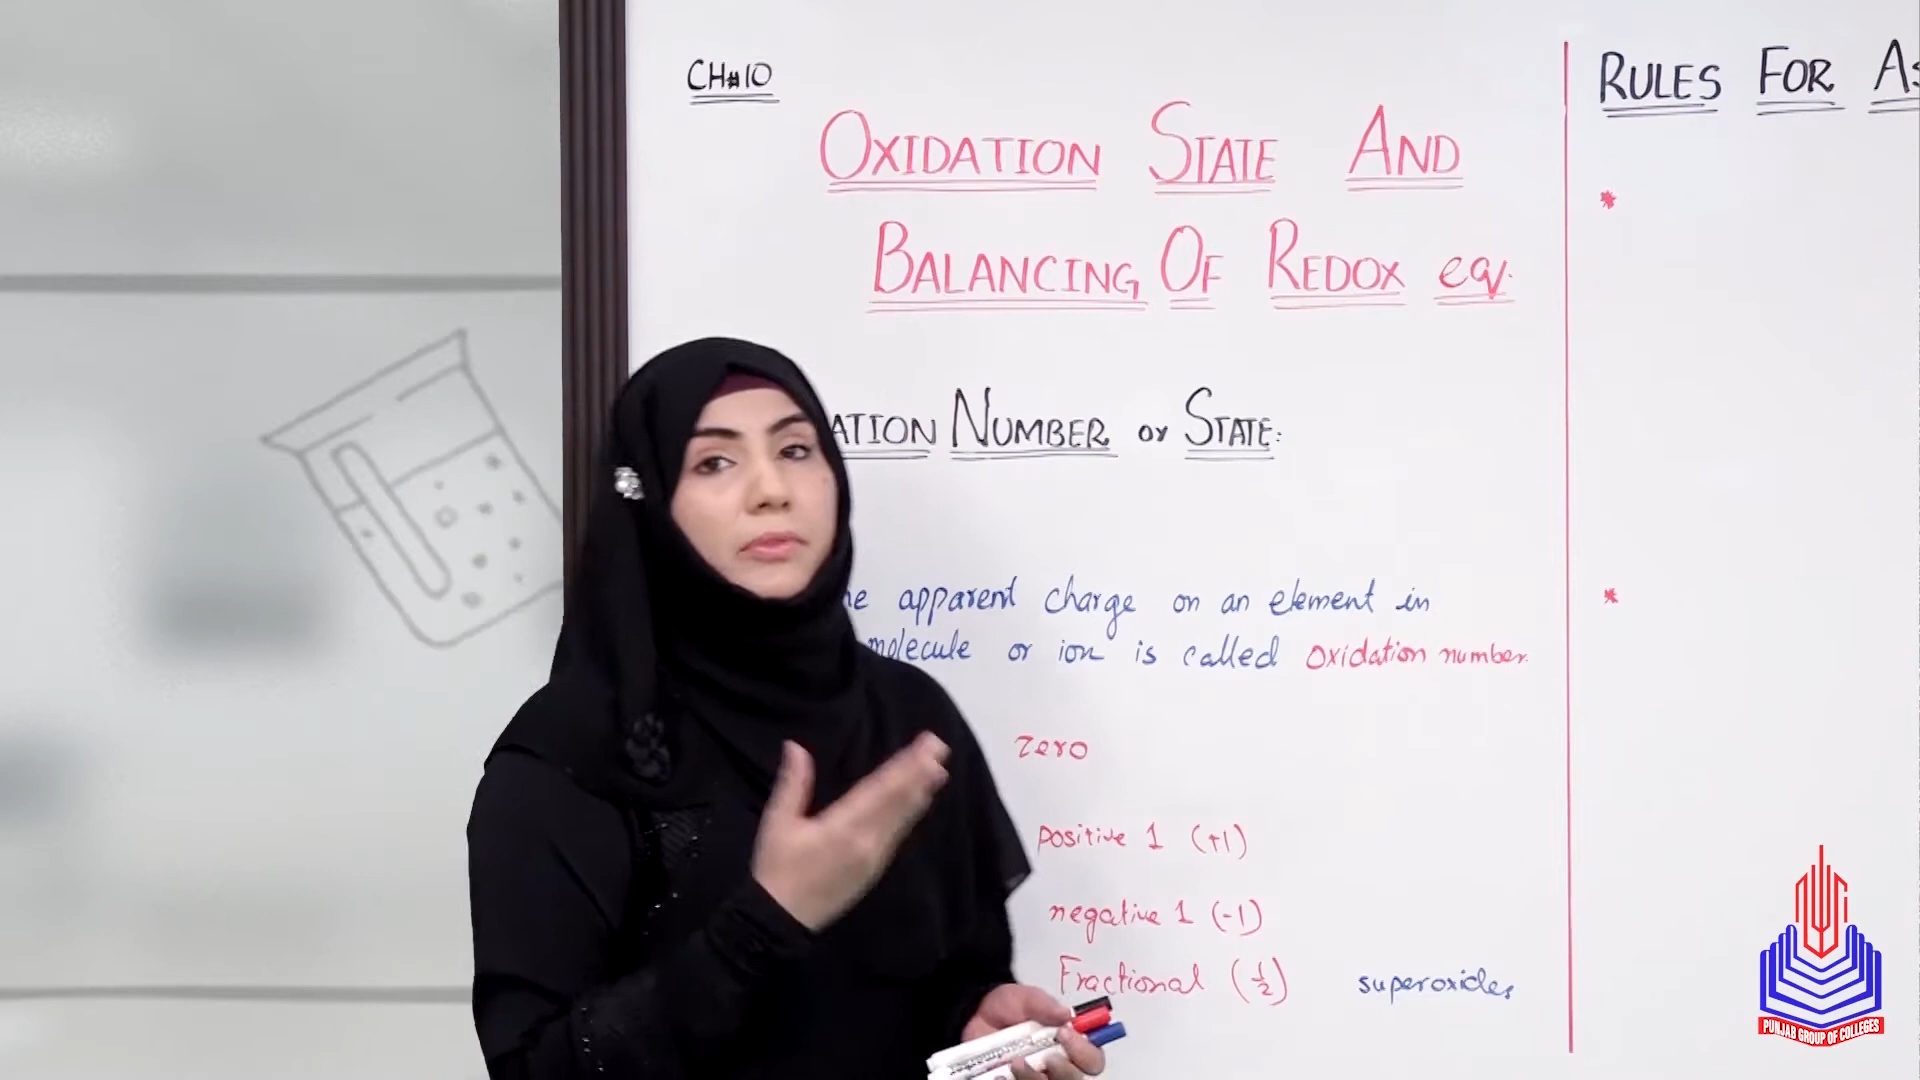 CH#10
OXIDATION STATE AND
BALANCING OF REDOX eq.
ATION NUMBER or STATE:
apparent charge on an element in
molecule or ion is called oxidation number.
zero
positive 1 (+1)
negative 1 (-1)
Fractional (1/2) superoxides
RULES FOR AS
*
*
PUNJAB GROUP OF COLLEGES